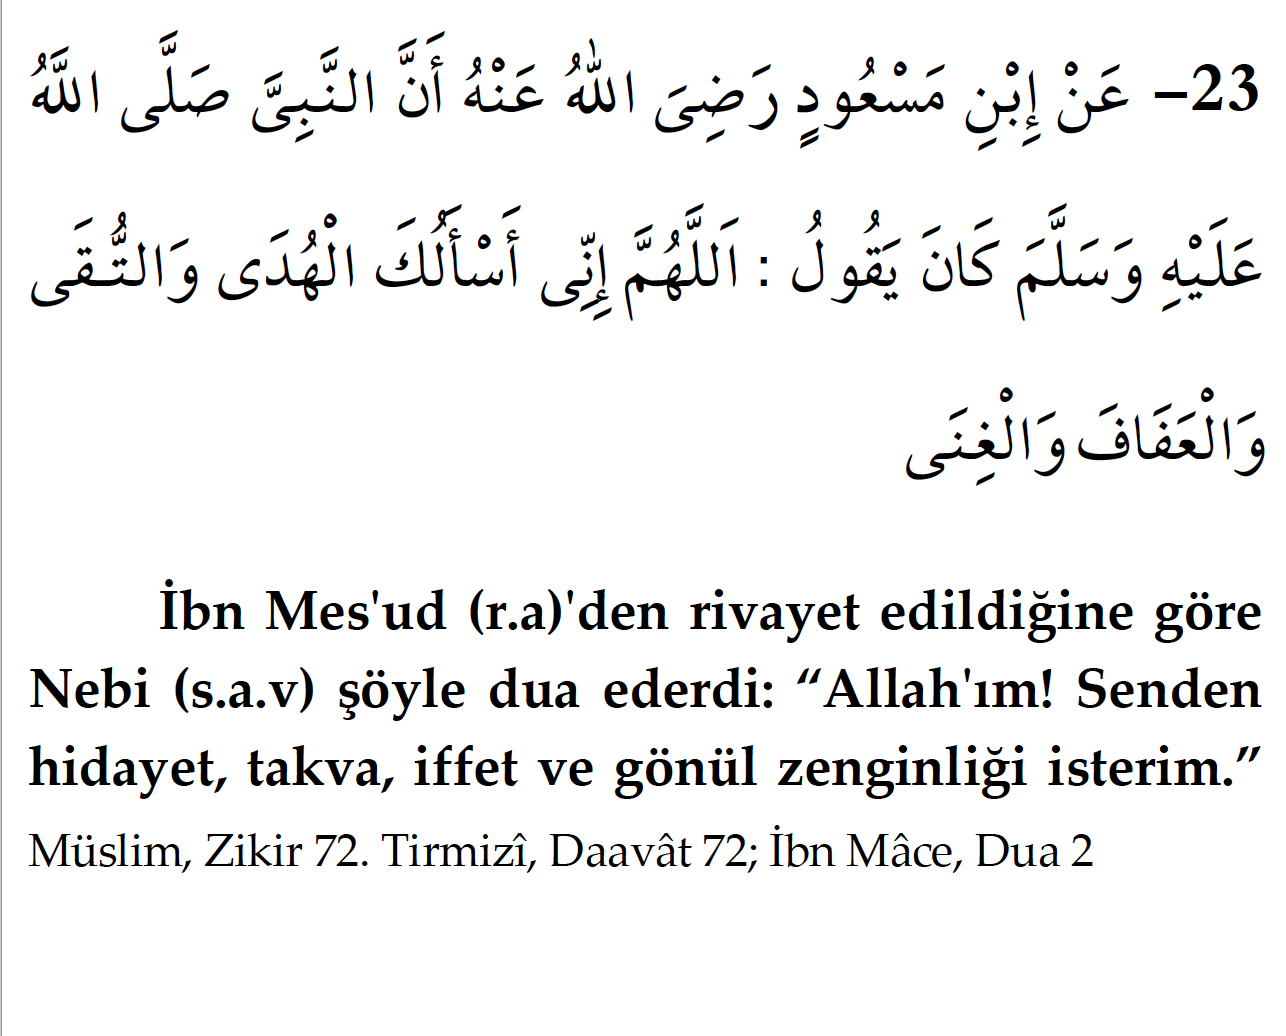 23– عَنْ إِبْنِ مَسْعُودٍ رَضِىَ اللهُ عَنْهُ أَنَّ النَّبِىَّ صَلَّى اللَّهُ
عَلَيْهِ وَسَلَّمَ كَانَ يَقُولُ : اَللَّهُمَّ إِنِّى أَسْأَلُكَ الْهُدَى وَالتُّقَى
وَالْعَفَافَ وَالْغِنَى
İbn Mes'ud (r.a)'den rivayet edildiğine göre
Nebi (s.a.v) şöyle dua ederdi: “Allah'ım! Senden
hidayet, takva, iffet ve gönül zenginliği isterim.”
Müslim, Zikir 72. Tirmizî, Daavât 72; İbn Mâce, Dua 2